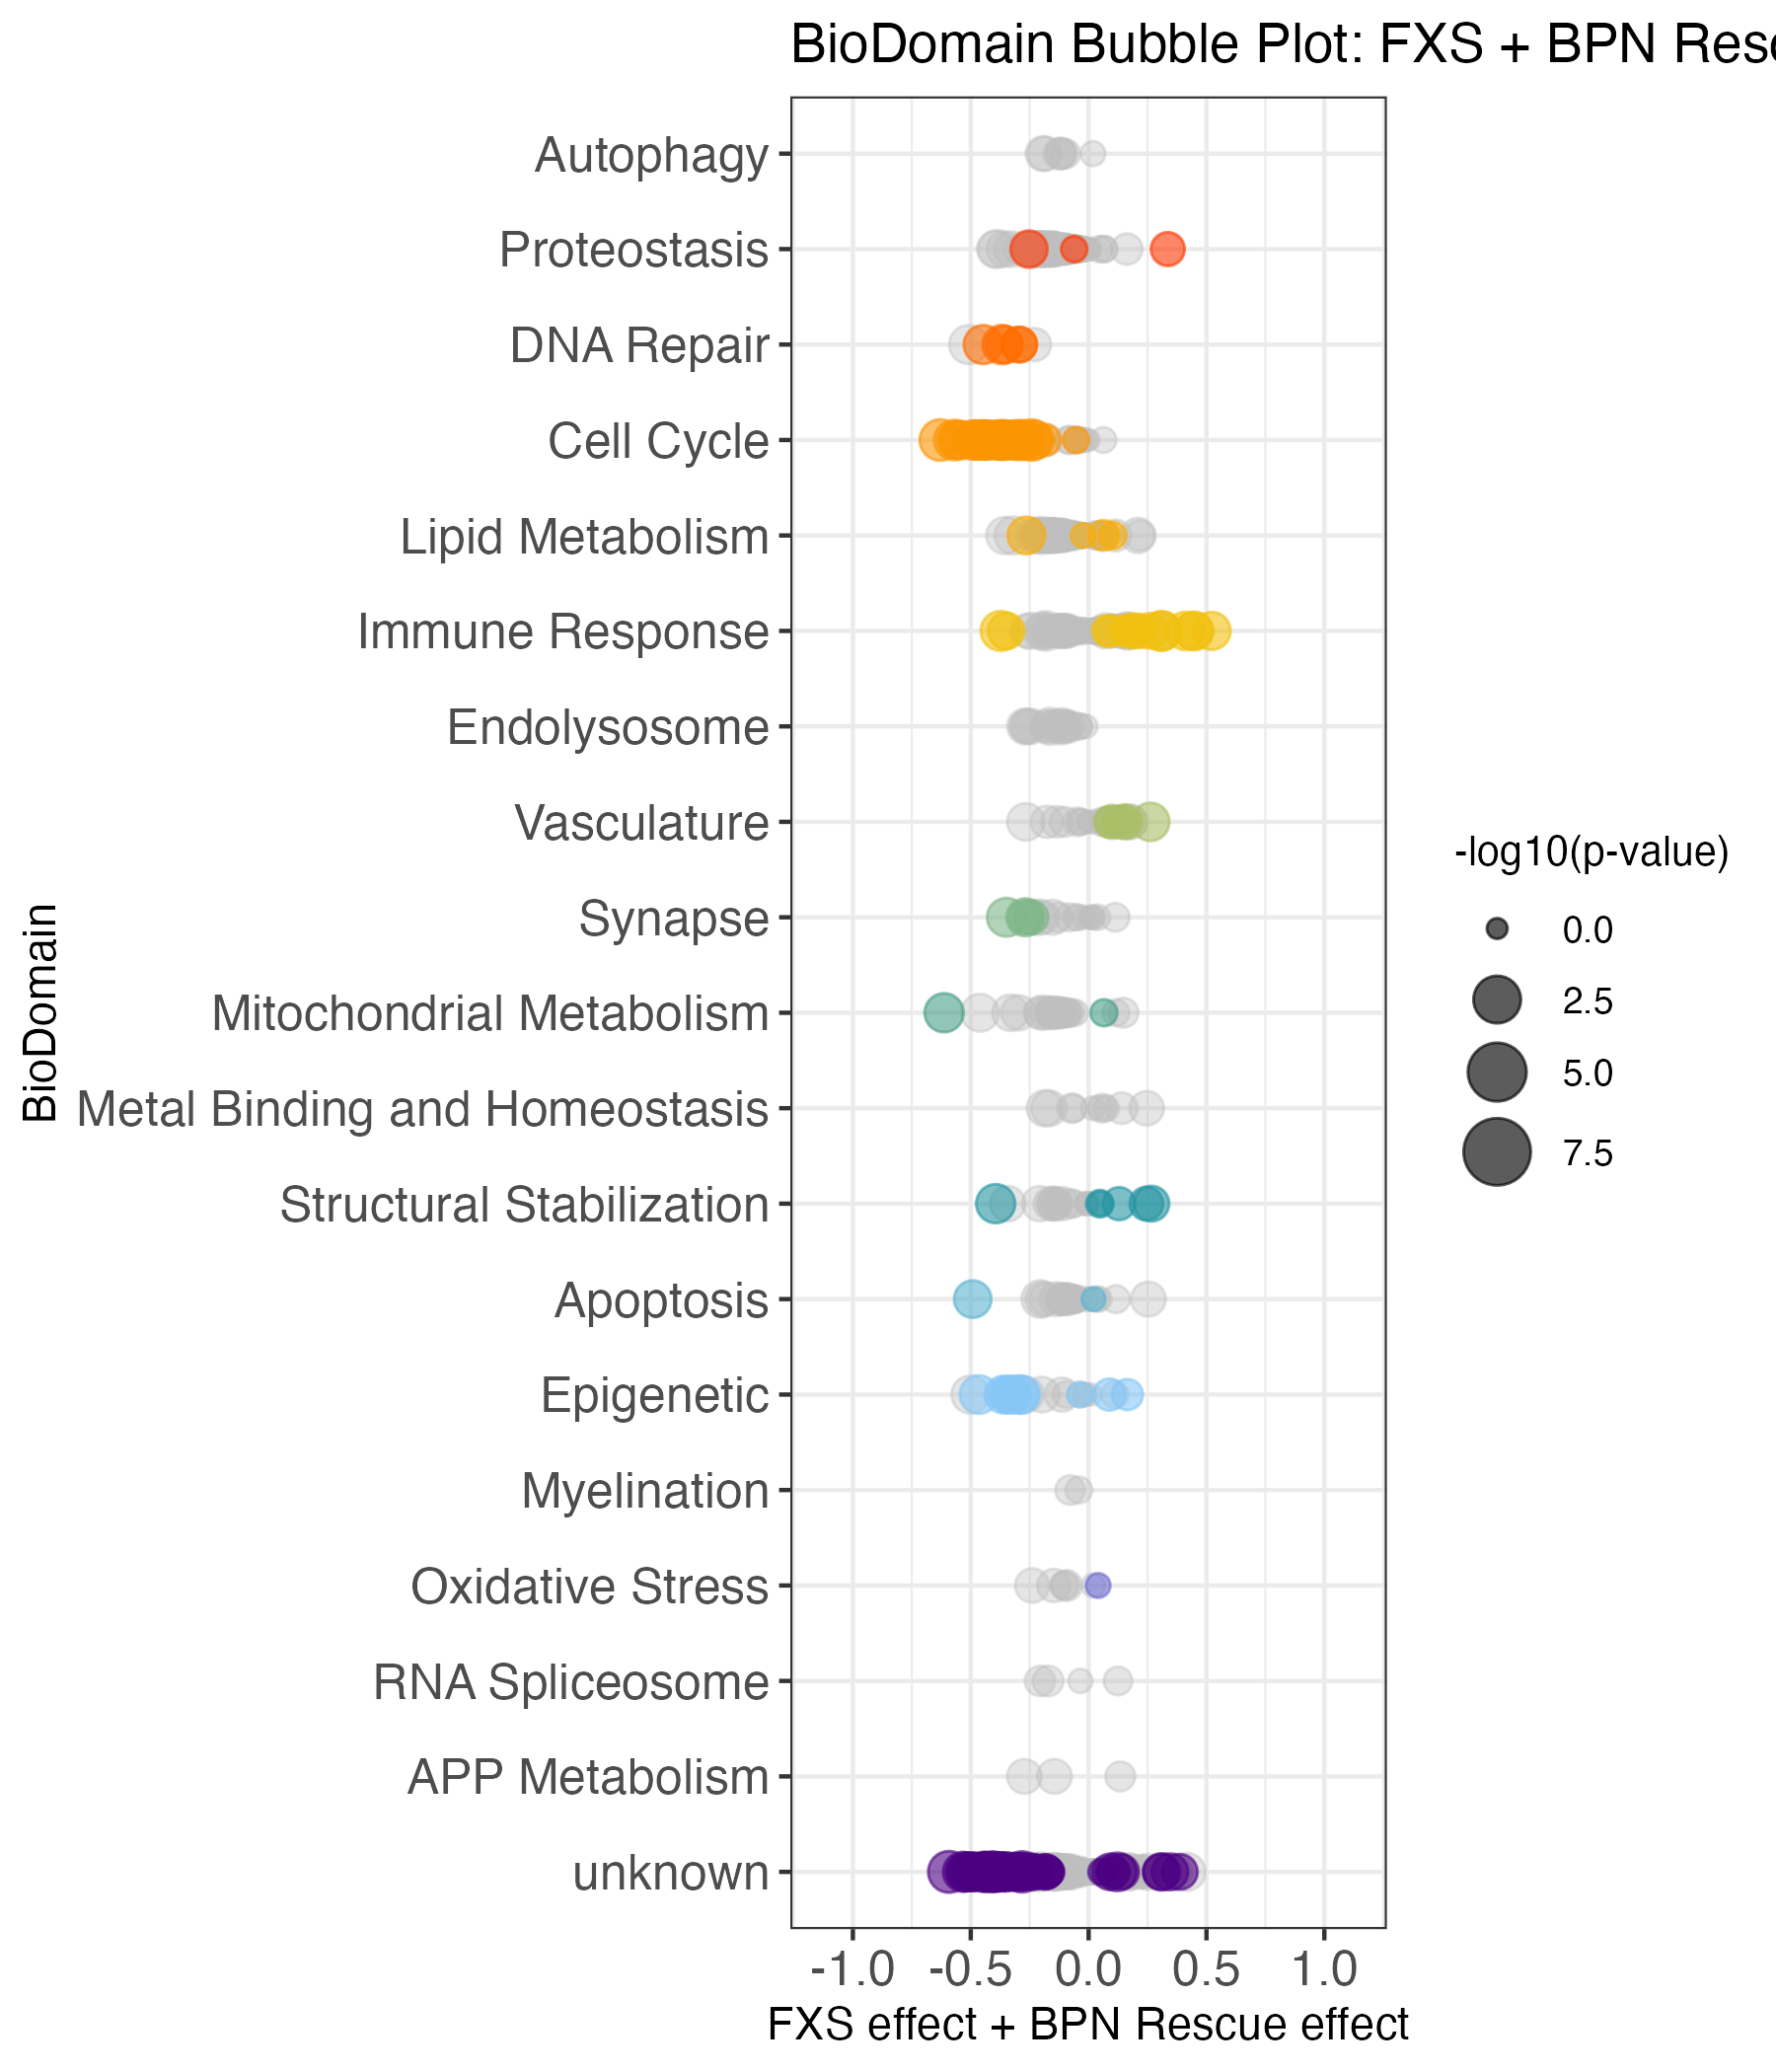 BioDomain Bubble Plot: FXS + BPN
Autophagy
Proteostasis
DNA Repair
Cell Cycle
Lipid Metabolism
Immune Response
Endolysosome
Vasculature
Synapse
Mitochondrial Metabolism
Metal Binding and Homeostasis
Structural Stabilization
Apoptosis
Epigenetic
Myelination
Oxidative Stress
RNA Spliceosome
APP Metabolism
unknown
BioDomain
-1.0 -0.5 0.0 0.5 1.0
FXS effect + BPN Rescue effect
-log10(p-value)
0.0
2.5
5.0
7.5